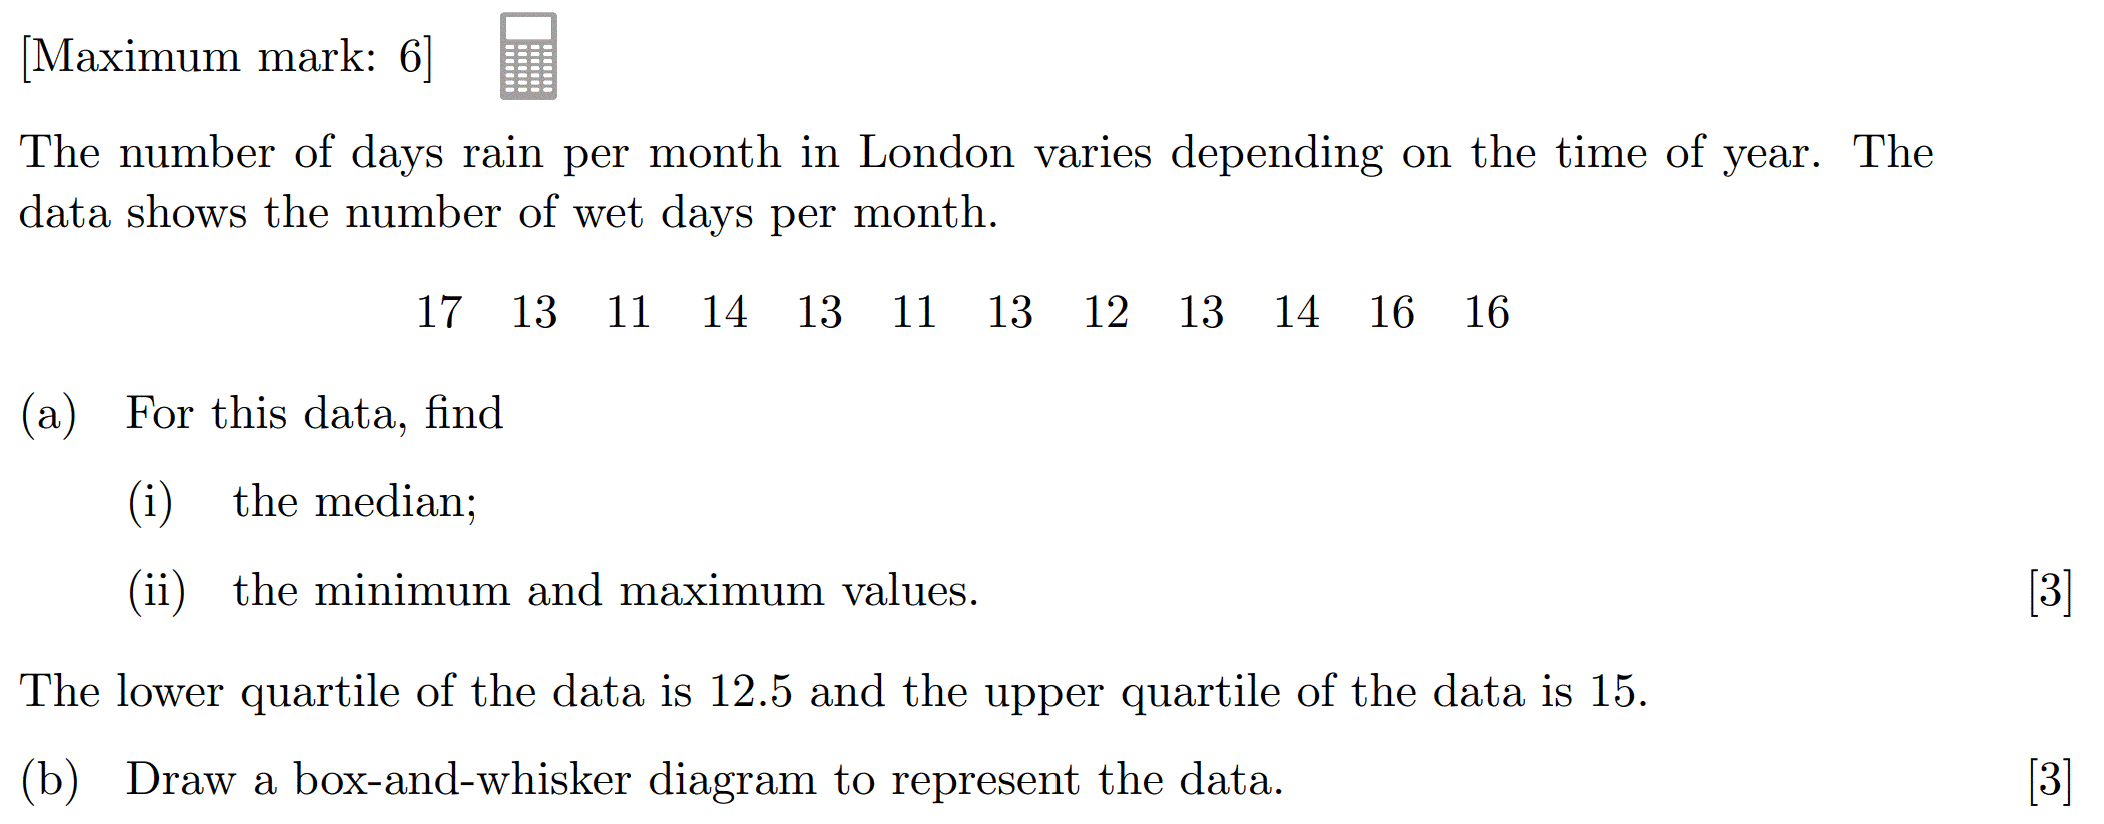 [Maximum mark: 6]
The number of days rain per month in London varies depending on the time of year. The
data shows the number of wet days per month.
17 13 11 14 13 11 13 12 13 14 16 16
(a) For this data, find
(i) the median;
(ii) the minimum and maximum values. [3]
The lower quartile of the data is 12.5 and the upper quartile of the data is 15.
(b) Draw a box-and-whisker diagram to represent the data. [3]